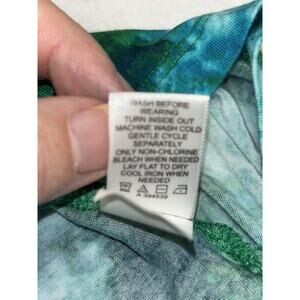 WASH BEFORE
WEARING
TURN INSIDE OUT
MACHINE WASH COLD
GENTLE CYCLE
SEPARATELY
ONLY NON-CHLORINE
BLEACH WHEN NEEDED
LAY FLAT TO DRY
COOL IRON WHEN
NEEDED
A 394539